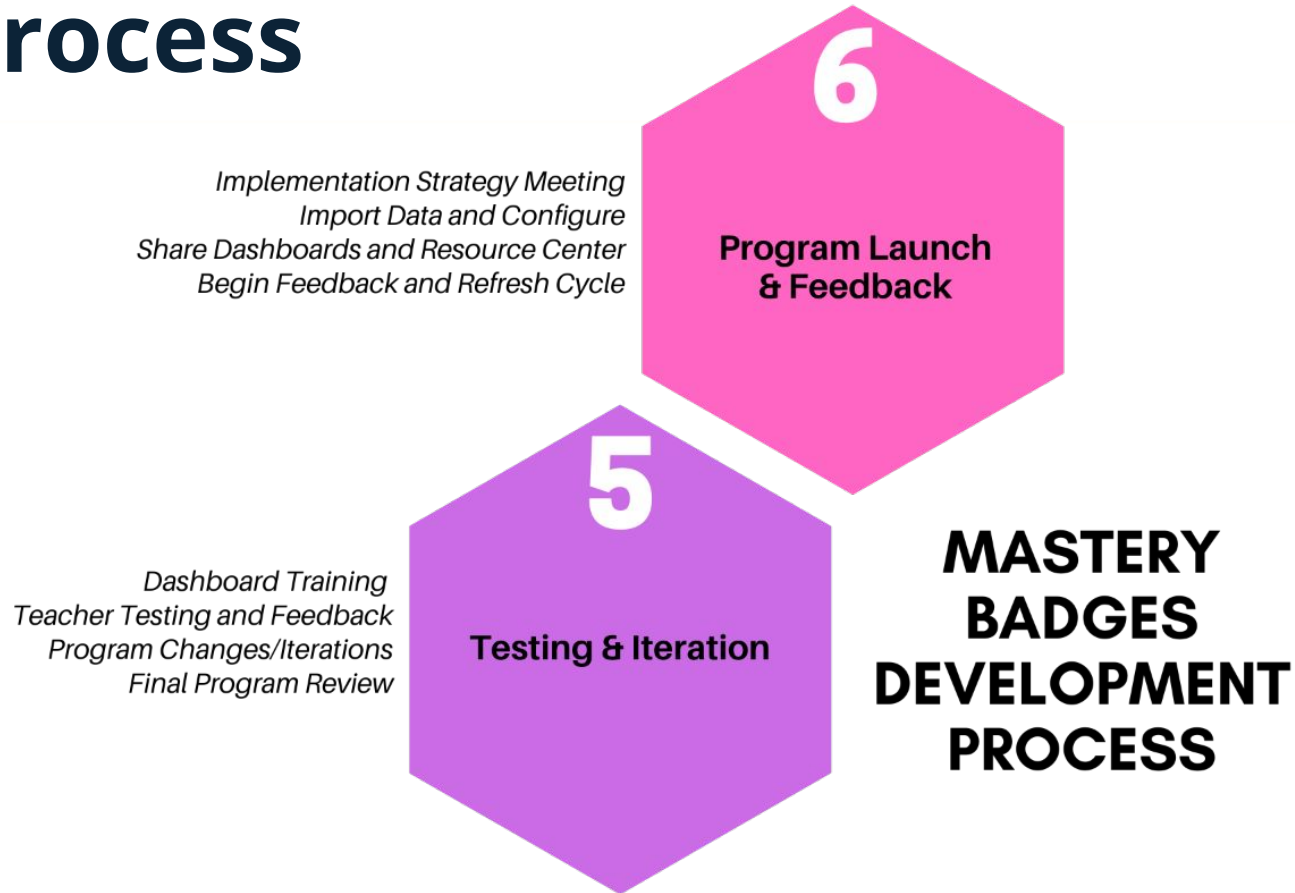 rocess
6
Implementation Strategy Meeting
Import Data and Configure
Share Dashboards and Resource Center
Begin Feedback and Refresh Cycle
Program Launch
& Feedback
5
Dashboard Training
Teacher Testing and Feedback
Program Changes/Iterations
Final Program Review
Testing & Iteration
MASTERY
BADGES
DEVELOPMENT
PROCESS